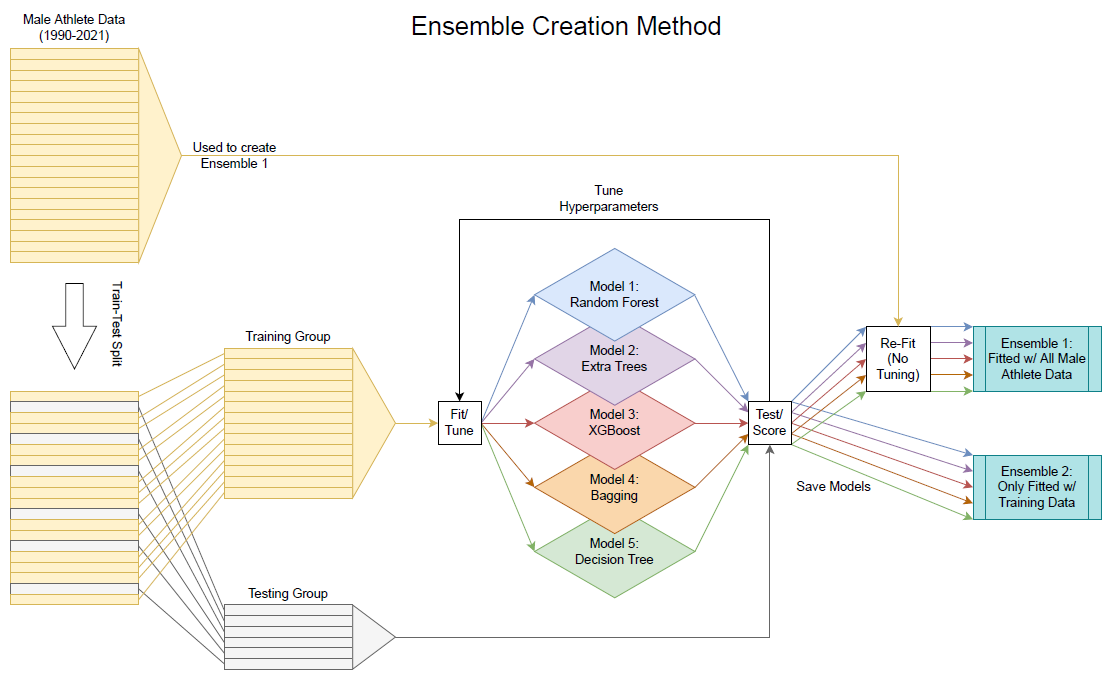 Ensemble Creation Method
Male Athlete Data
(1990-2021)
Used to create
Ensemble 1
Tune
Hyperparameters
Train-Test Split
Training Group
Testing Group
Fit/
Tune
Model 1:
Random Forest
Model 2:
Extra Trees
Model 3:
XGBoost
Model 4:
Bagging
Model 5:
Decision Tree
Test/
Score
Re-Fit
(No
Tuning)
Save Models
Ensemble 1:
Fitted w/ All Male
Athlete Data
Ensemble 2:
Only Fitted w/
Training Data